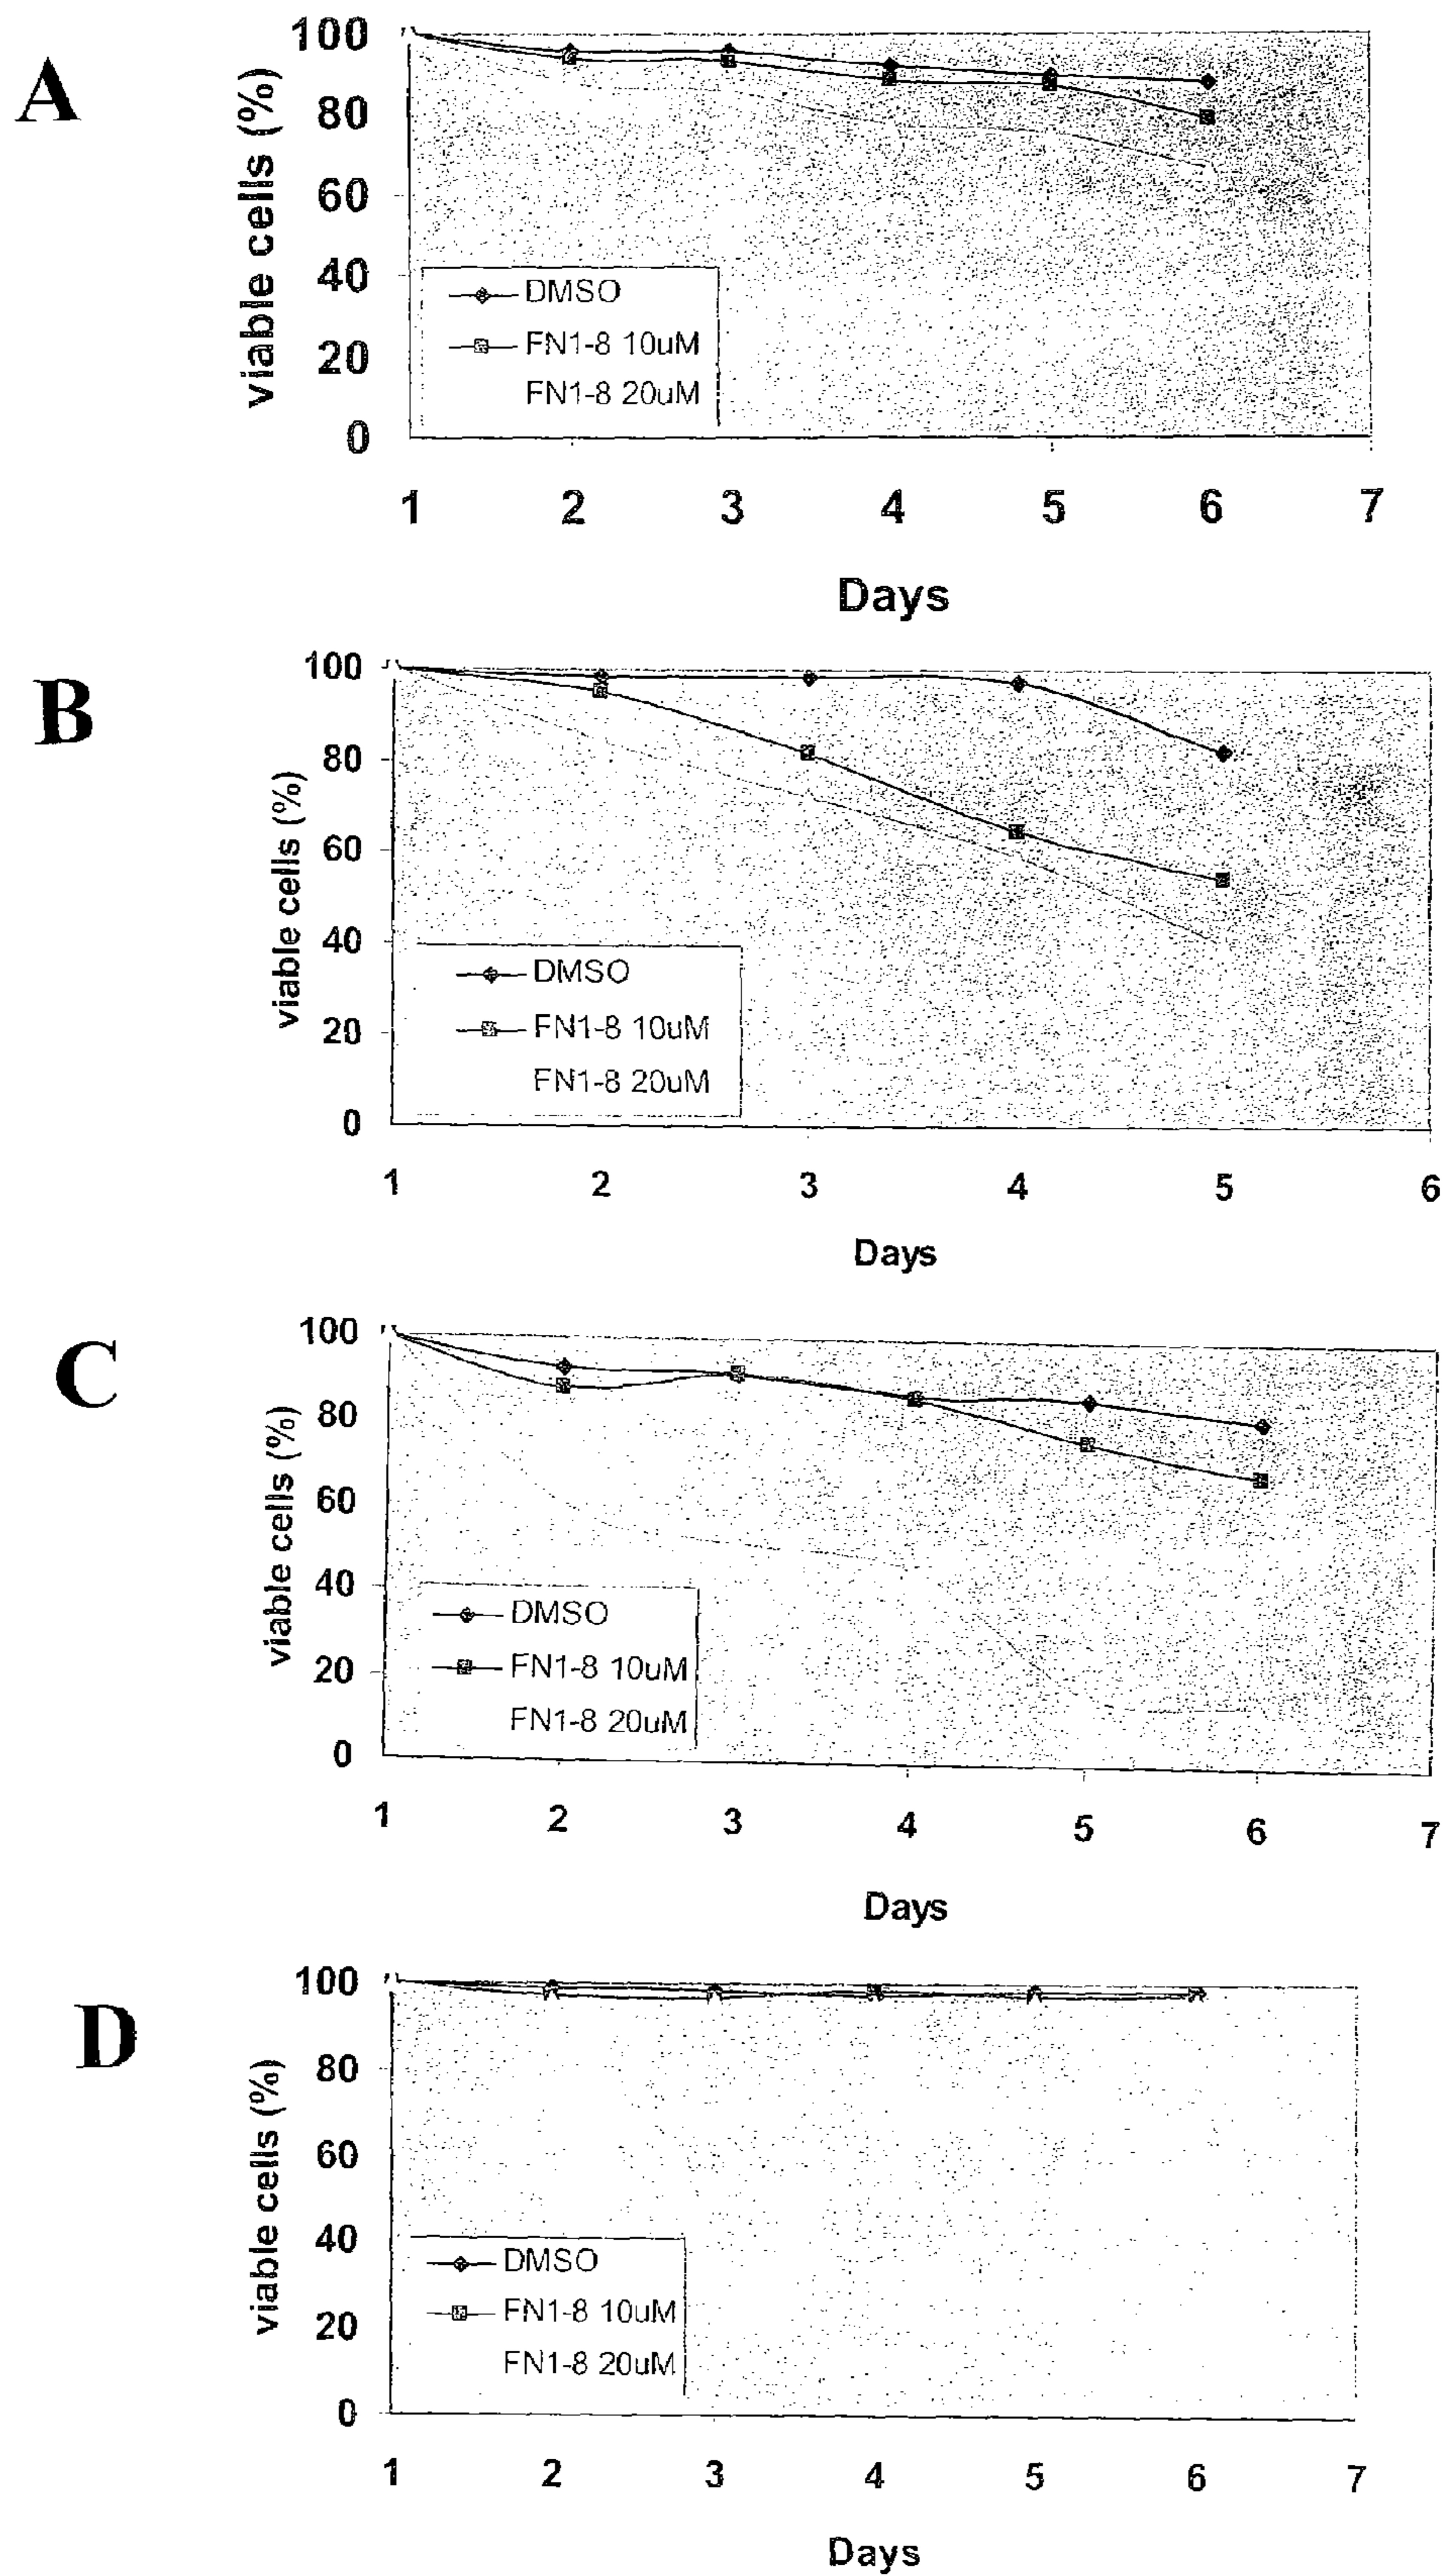 A
viable cells (%)
100
80
60
40
20
0
DMSO
FN1-8 10uM
FN1-8 20uM
1 2 3 4 5 6 7
Days
B
viable cells (%)
100
80
60
40
20
0
DMSO
FN1-8 10uM
FN1-8 20uM
1 2 3 4 5 6
Days
C
viable cells (%)
100
80
60
40
20
0
DMSO
FN1-8 10uM
FN1-8 20uM
1 2 3 4 5 6 7
Days
D
viable cells (%)
100
80
60
40
20
0
DMSO
FN1-8 10uM
FN1-8 20uM
1 2 3 4 5 6 7
Days